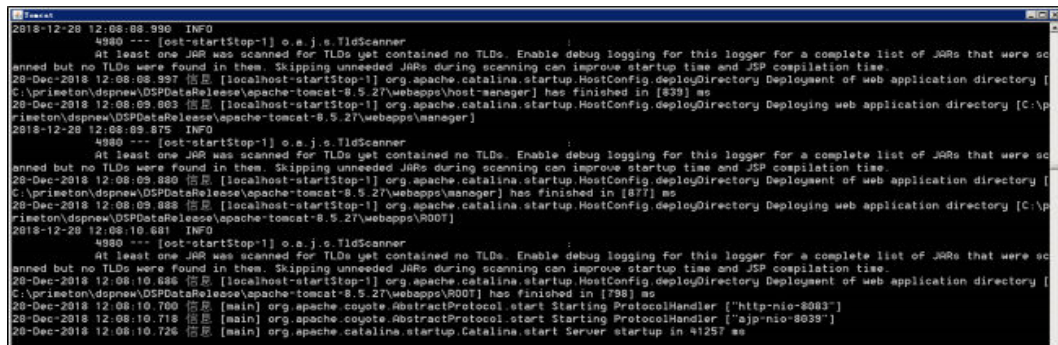 Tomcat
2018-12-28 12:08:08.990  INFO
4980 --- [ost-startStop-1] o.a.j.s.TldScanner                       :
At least one JAR was scanned for TLDs yet contained no TLDs. Enable debug logging for this logger for a complete list of JARs that were sc
anned but no TLDs were found in them. Skipping unneeded JARs during scanning can improve startup time and JSP compilation time.
28-Dec-2018 12:08:08.997 信息 [localhost-startStop-1] org.apache.catalina.startup.HostConfig.deployDirectory Deployment of web application directory [
C:\primeton\dspnew\DSPDataRelease\apache-tomcat-8.5.27\webapps\host-manager] has finished in [839] ms
28-Dec-2018 12:08:09.003 信息 [localhost-startStop-1] org.apache.catalina.startup.HostConfig.deployDirectory Deploying web application directory [C:\p
rimeton\dspnew\DSPDataRelease\apache-tomcat-8.5.27\webapps\manager]
2018-12-28 12:08:09.875  INFO
4980 --- [ost-startStop-1] o.a.j.s.TldScanner                       :
At least one JAR was scanned for TLDs yet contained no TLDs. Enable debug logging for this logger for a complete list of JARs that were sc
anned but no TLDs were found in them. Skipping unneeded JARs during scanning can improve startup time and JSP compilation time.
28-Dec-2018 12:08:09.880 信息 [localhost-startStop-1] org.apache.catalina.startup.HostConfig.deployDirectory Deployment of web application directory [
C:\primeton\dspnew\DSPDataRelease\apache-tomcat-8.5.27\webapps\manager] has finished in [877] ms
28-Dec-2018 12:08:09.888 信息 [localhost-startStop-1] org.apache.catalina.startup.HostConfig.deployDirectory Deploying web application directory [C:\p
rimeton\dspnew\DSPDataRelease\apache-tomcat-8.5.27\webapps\ROOT]
2018-12-28 12:08:10.681  INFO
4980 --- [ost-startStop-1] o.a.j.s.TldScanner                       :
At least one JAR was scanned for TLDs yet contained no TLDs. Enable debug logging for this logger for a complete list of JARs that were sc
anned but no TLDs were found in them. Skipping unneeded JARs during scanning can improve startup time and JSP compilation time.
28-Dec-2018 12:08:10.686 信息 [localhost-startStop-1] org.apache.catalina.startup.HostConfig.deployDirectory Deployment of web application directory [
C:\primeton\dspnew\DSPDataRelease\apache-tomcat-8.5.27\webapps\ROOT] has finished in [798] ms
28-Dec-2018 12:08:10.700 信息 [main] org.apache.coyote.AbstractProtocol.start Starting ProtocolHandler ["http-nio-8083"]
28-Dec-2018 12:08:10.718 信息 [main] org.apache.coyote.AbstractProtocol.start Starting ProtocolHandler ["ajp-nio-8039"]
28-Dec-2018 12:08:10.726 信息 [main] org.apache.catalina.startup.Catalina.start Server startup in 41257 ms